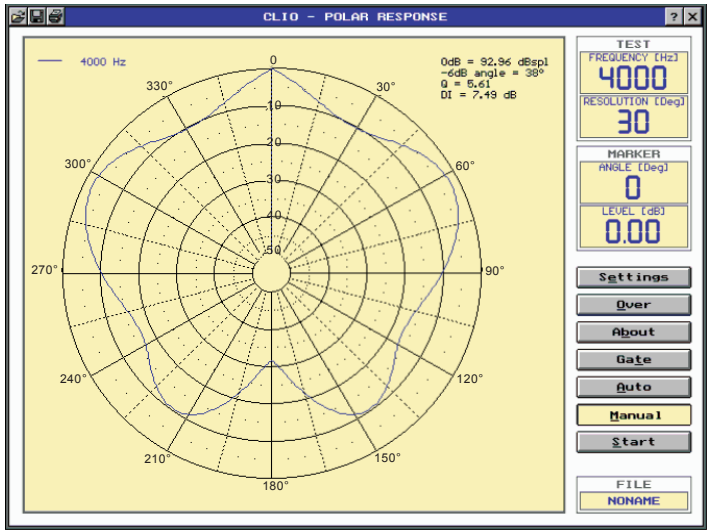 CLIO - POLAR RESPONSE
? X
4000 Hz
0dB = 92.96 dBspl
-6dB angle = 38°
Q = 5.61
DI = 7.49 dB
0
330°
30°
10
20
300°
60°
30
40
50
270°
90°
240°
120°
210°
150°
180°
TEST
FREQUENCY [Hz]
4000
RESOLUTION [Deg]
30
MARKER
ANGLE [Deg]
0
LEVEL [dB]
0.00
Settings
Over
About
Gate
Auto
Manual
Start
FILE
NONAME